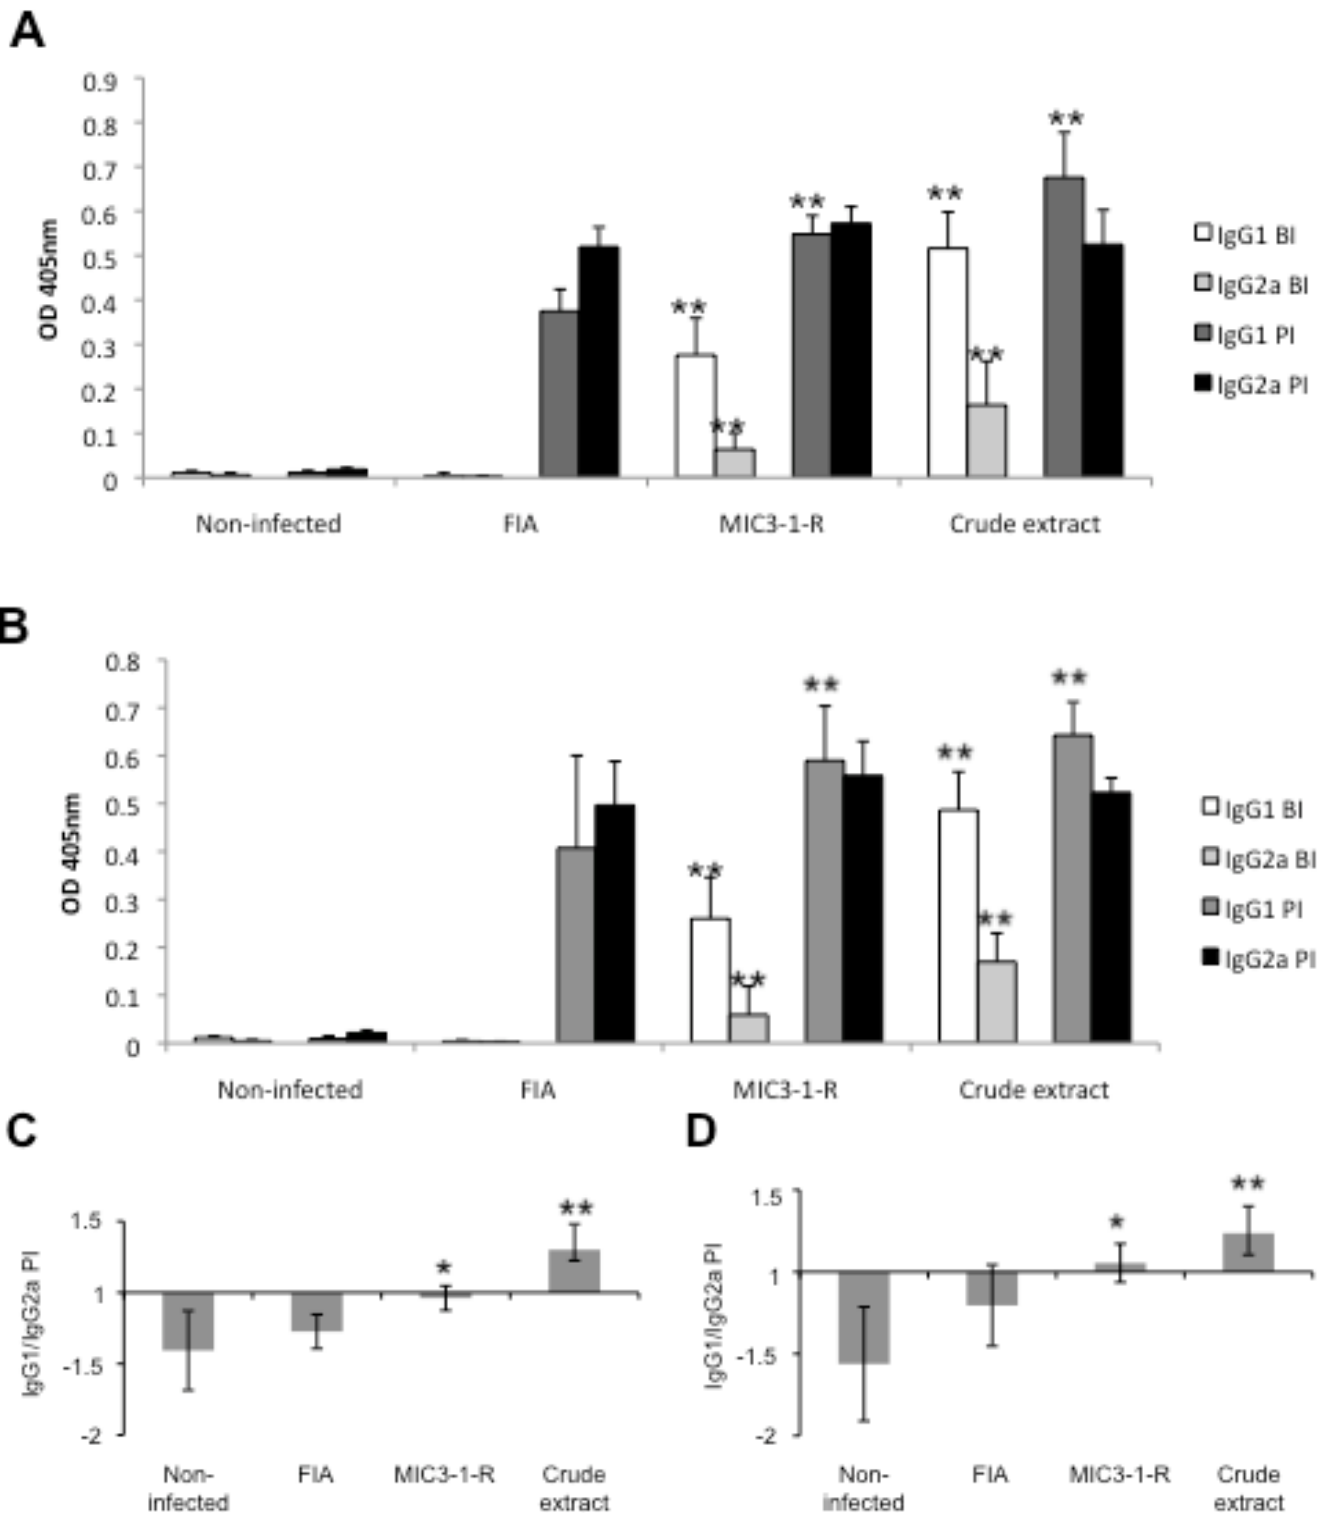 A
0.9
0.8
0.7
0.6
0.5
0.4
0.3
0.2
0.1
0
OD 405nm
** ** ** ** ** **
Non-infected FIA MIC3-1-R Crude extract
IgG1 BI
IgG2a BI
IgG1 PI
IgG2a PI
B
0.8
0.7
0.6
0.5
0.4
0.3
0.2
0.1
0
OD 405nm
** ** ** ** ** **
Non-infected FIA MIC3-1-R Crude extract
IgG1 BI
IgG2a BI
IgG1 PI
IgG2a PI
C
1.5
1
-1.5
-2
IgG1/IgG2a PI
* **
Non-
infected
FIA
MIC3-1-R
Crude
extract
D
1.5
1
-1.5
-2
IgG1/IgG2a PI
* **
Non-
infected
FIA
MIC3-1-R
Crude
extract